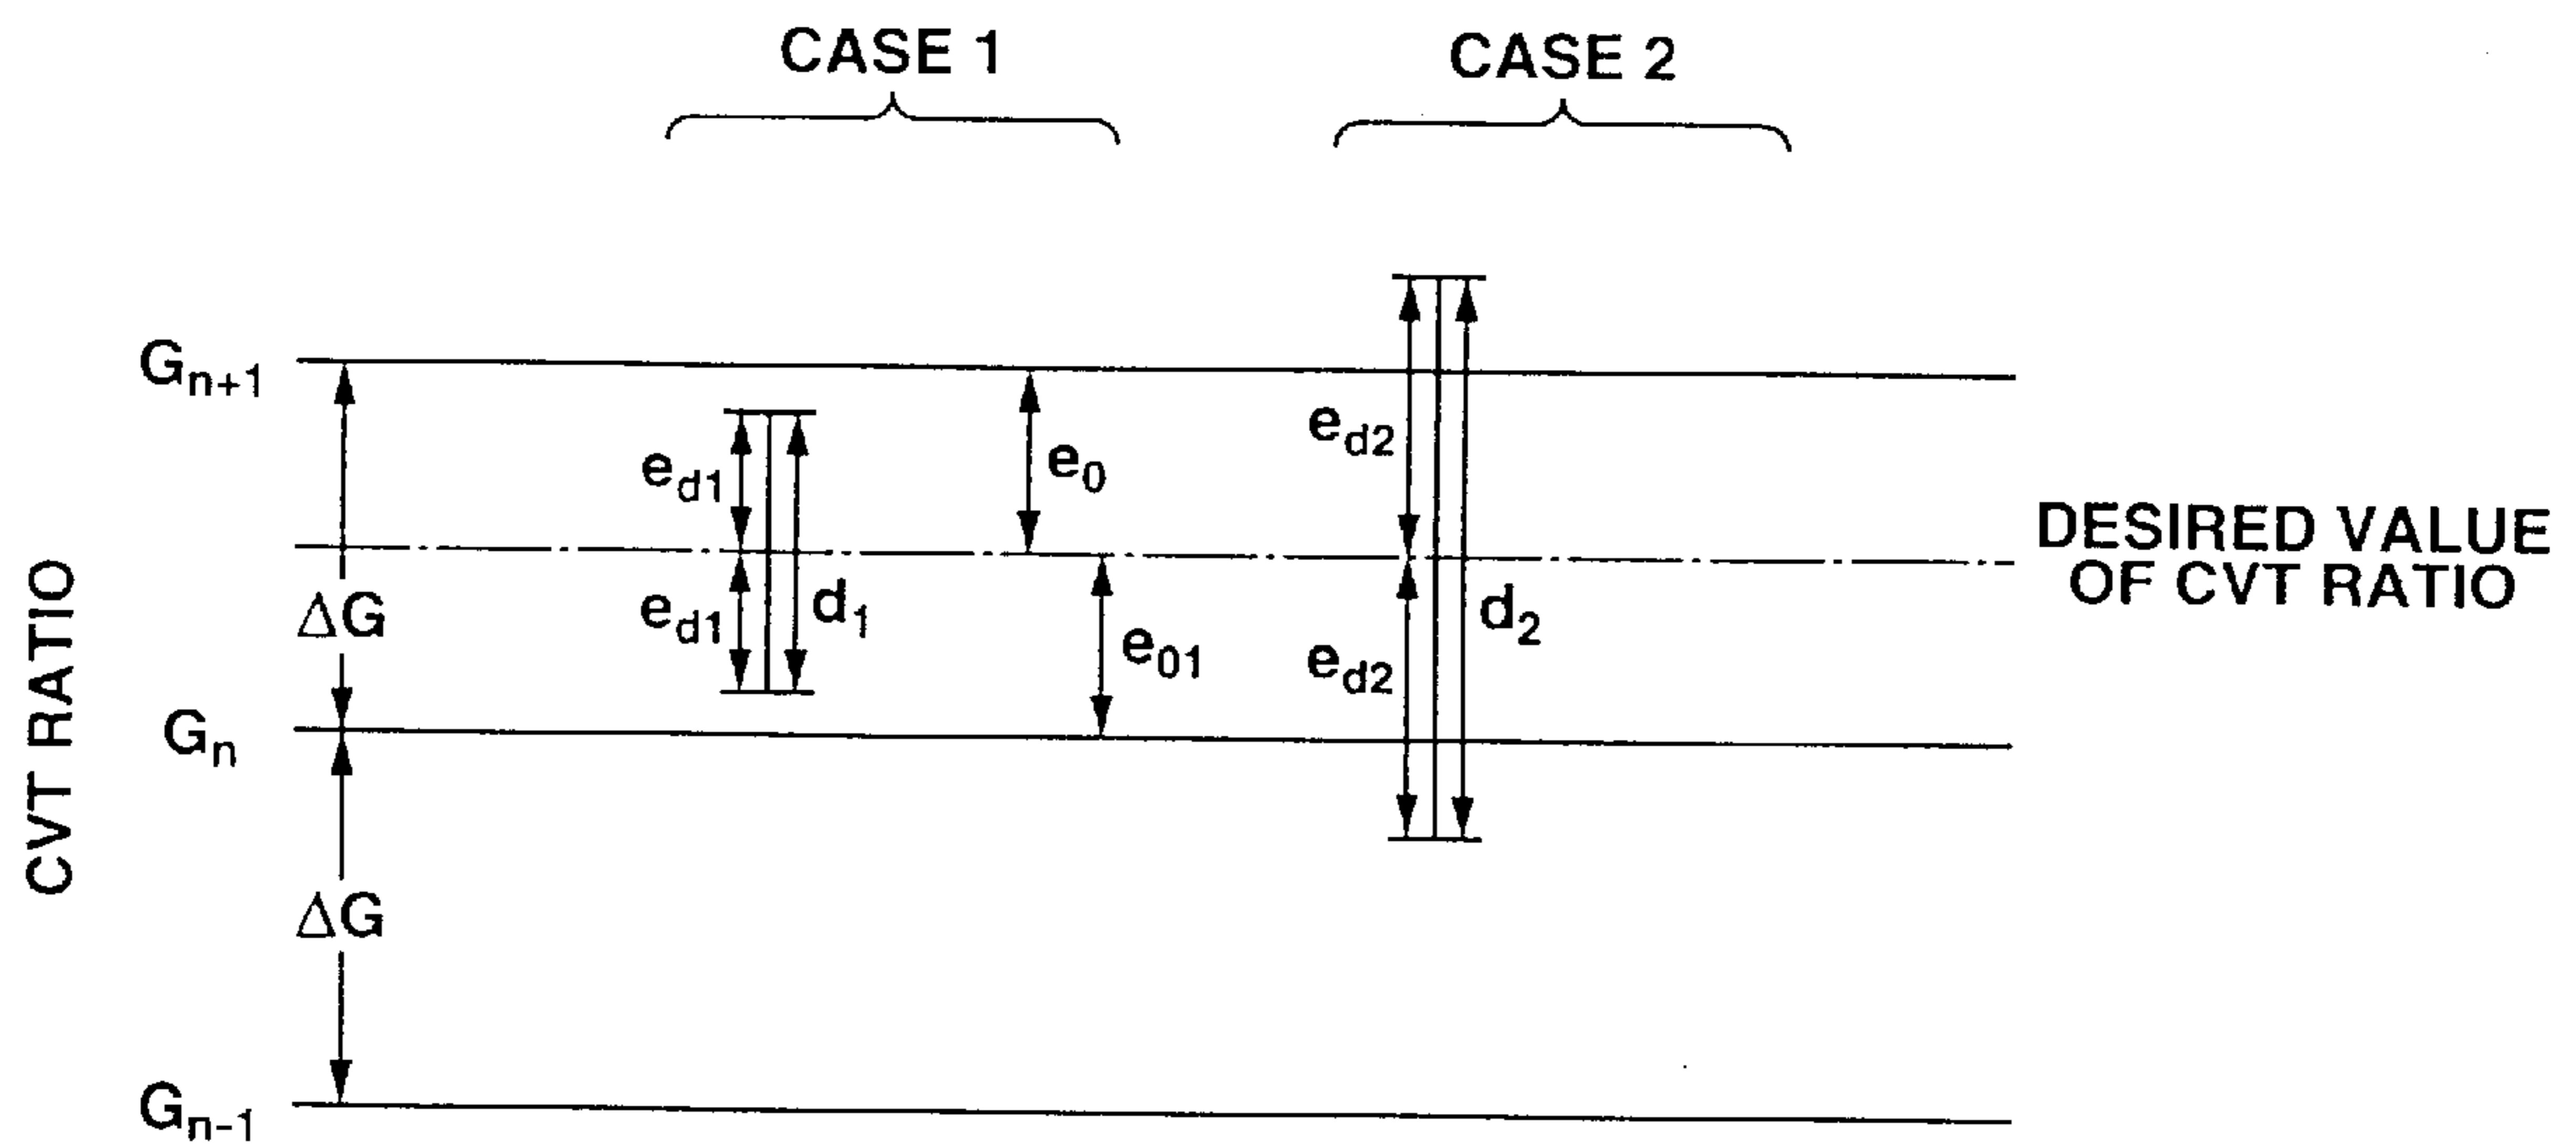 CASE 1
CASE 2
Gn+1
ed1
e0
ed2
DESIRED VALUE
OF CVT RATIO
ΔG
ed1
d1
e01
ed2
d2
CVT RATIO
Gn
ΔG
Gn-1